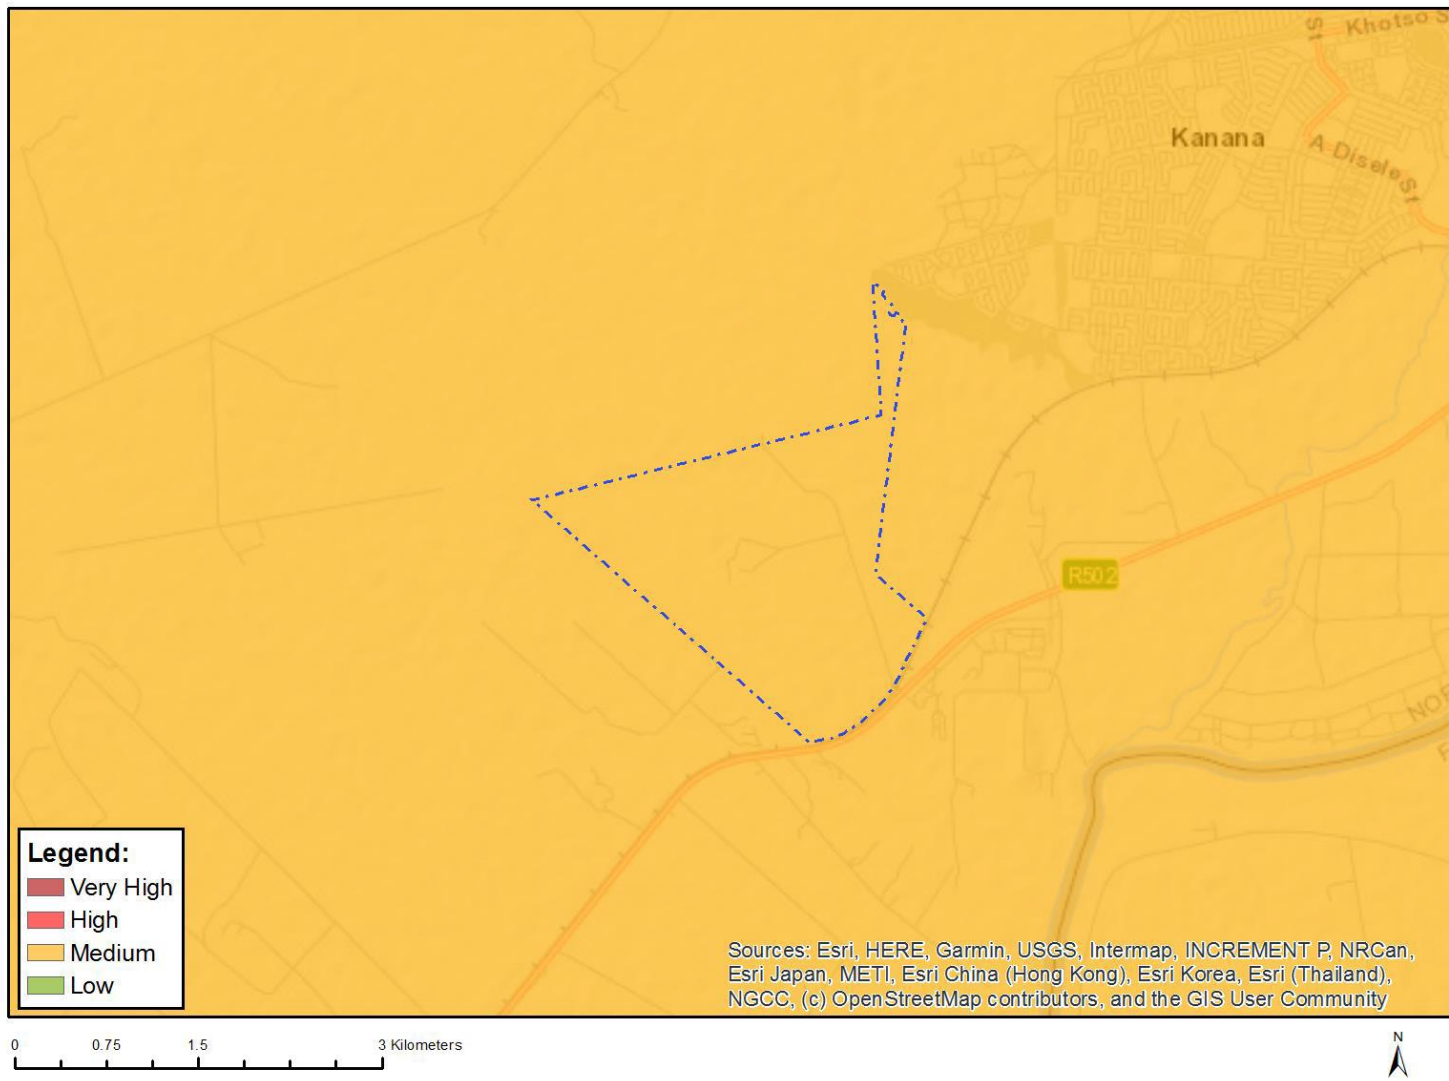 St
Khotso S
Kanana
A Disele St
R502
NO
Legend:
Very High
High
Medium
Low
Sources: Esri, HERE, Garmin, USGS, Intermap, INCREMENT P, NRCan,
Esri Japan, METI, Esri China (Hong Kong), Esri Korea, Esri (Thailand),
NGCC, (c) OpenStreetMap contributors, and the GIS User Community
0 0.75 1.5 3 Kilometers
N